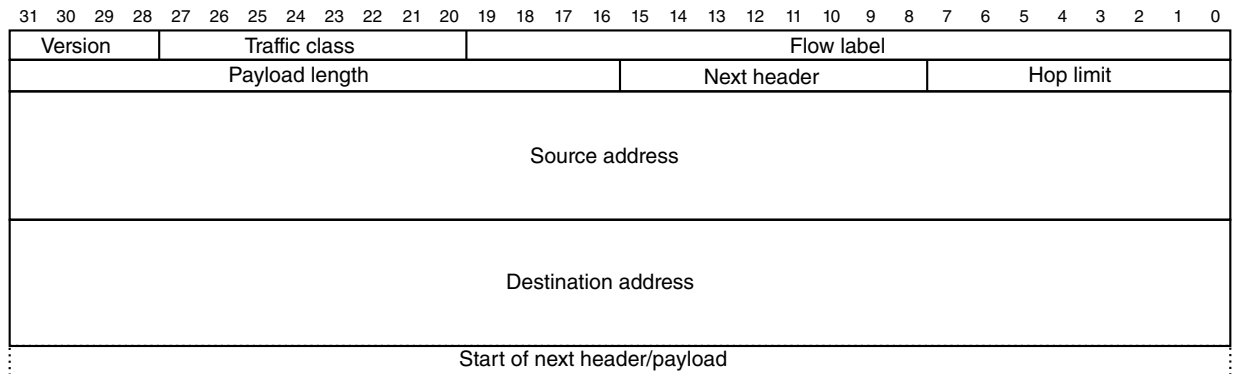 31 30 29 28 27 26 25 24 23 22 21 20 19 18 17 16 15 14 13 12 11 10 9 8 7 6 5 4 3 2 1 0
Version Traffic class Flow label
Payload length Next header Hop limit
Source address
Destination address
Start of next header/payload